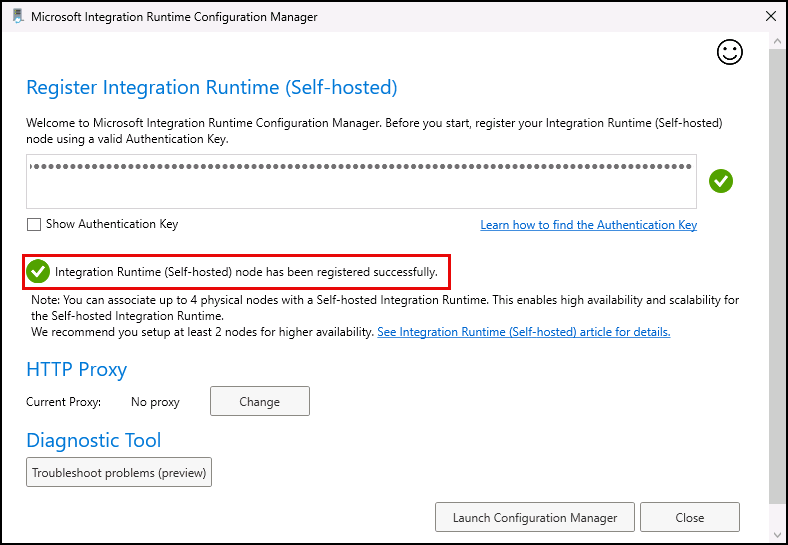 Microsoft Integration Runtime Configuration Manager
Register Integration Runtime (Self-hosted)
Welcome to Microsoft Integration Runtime Configuration Manager. Before you start, register your Integration Runtime (Self-hosted)
node using a valid Authentication Key.
Show Authentication Key
Learn how to find the Authentication Key
Integration Runtime (Self-hosted) node has been registered successfully.
Note: You can associate up to 4 physical nodes with a Self-hosted Integration Runtime. This enables high availability and scalability for
the Self-hosted Integration Runtime.
We recommend you setup at least 2 nodes for higher availability. See Integration Runtime (Self-hosted) article for details.
HTTP Proxy
Current Proxy: No proxy Change
Diagnostic Tool
Troubleshoot problems (preview)
Launch Configuration Manager Close